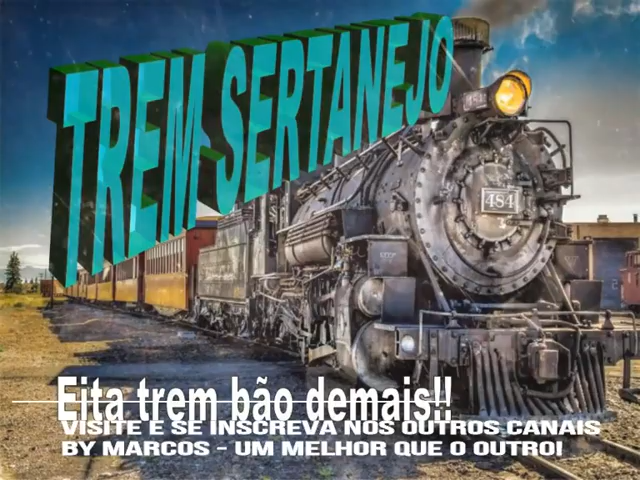 TREM SERTANEJO
484
Eita trem bão demais!!
VISITE E SE INSCREVA NOS OUTROS CANAIS
BY MARCOS - UM MELHOR QUE O OUTRO!